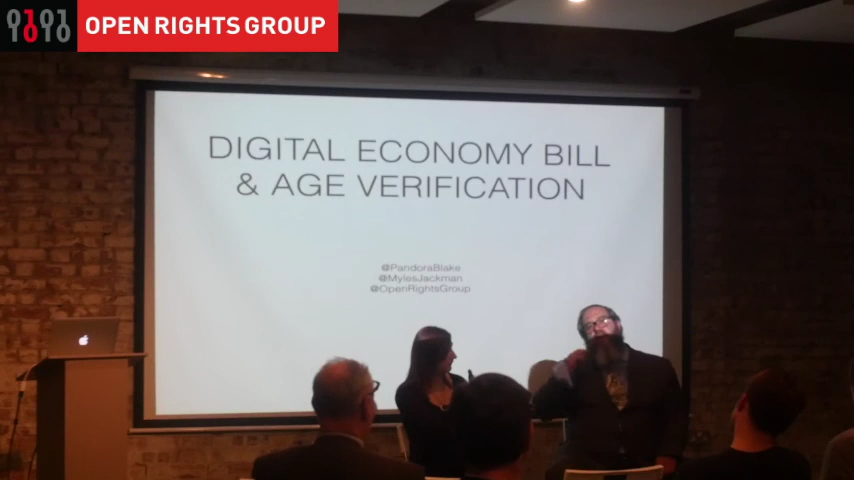 0101
1010
OPEN RIGHTS GROUP
DIGITAL ECONOMY BILL
& AGE VERIFICATION
@PandoraBlake
@MylesJackman
@OpenRightsGroup